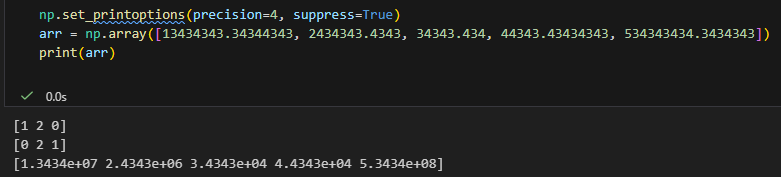 np.set_printoptions(precision=4, suppress=True)
arr = np.array([13434343.34344343, 2434343.4343, 34343.434, 44343.43434343, 534343434.3434343])
print(arr)
0.0s
[1 2 0]
[0 2 1]
[1.3434e+07 2.4343e+06 3.4343e+04 4.4343e+04 5.3434e+08]